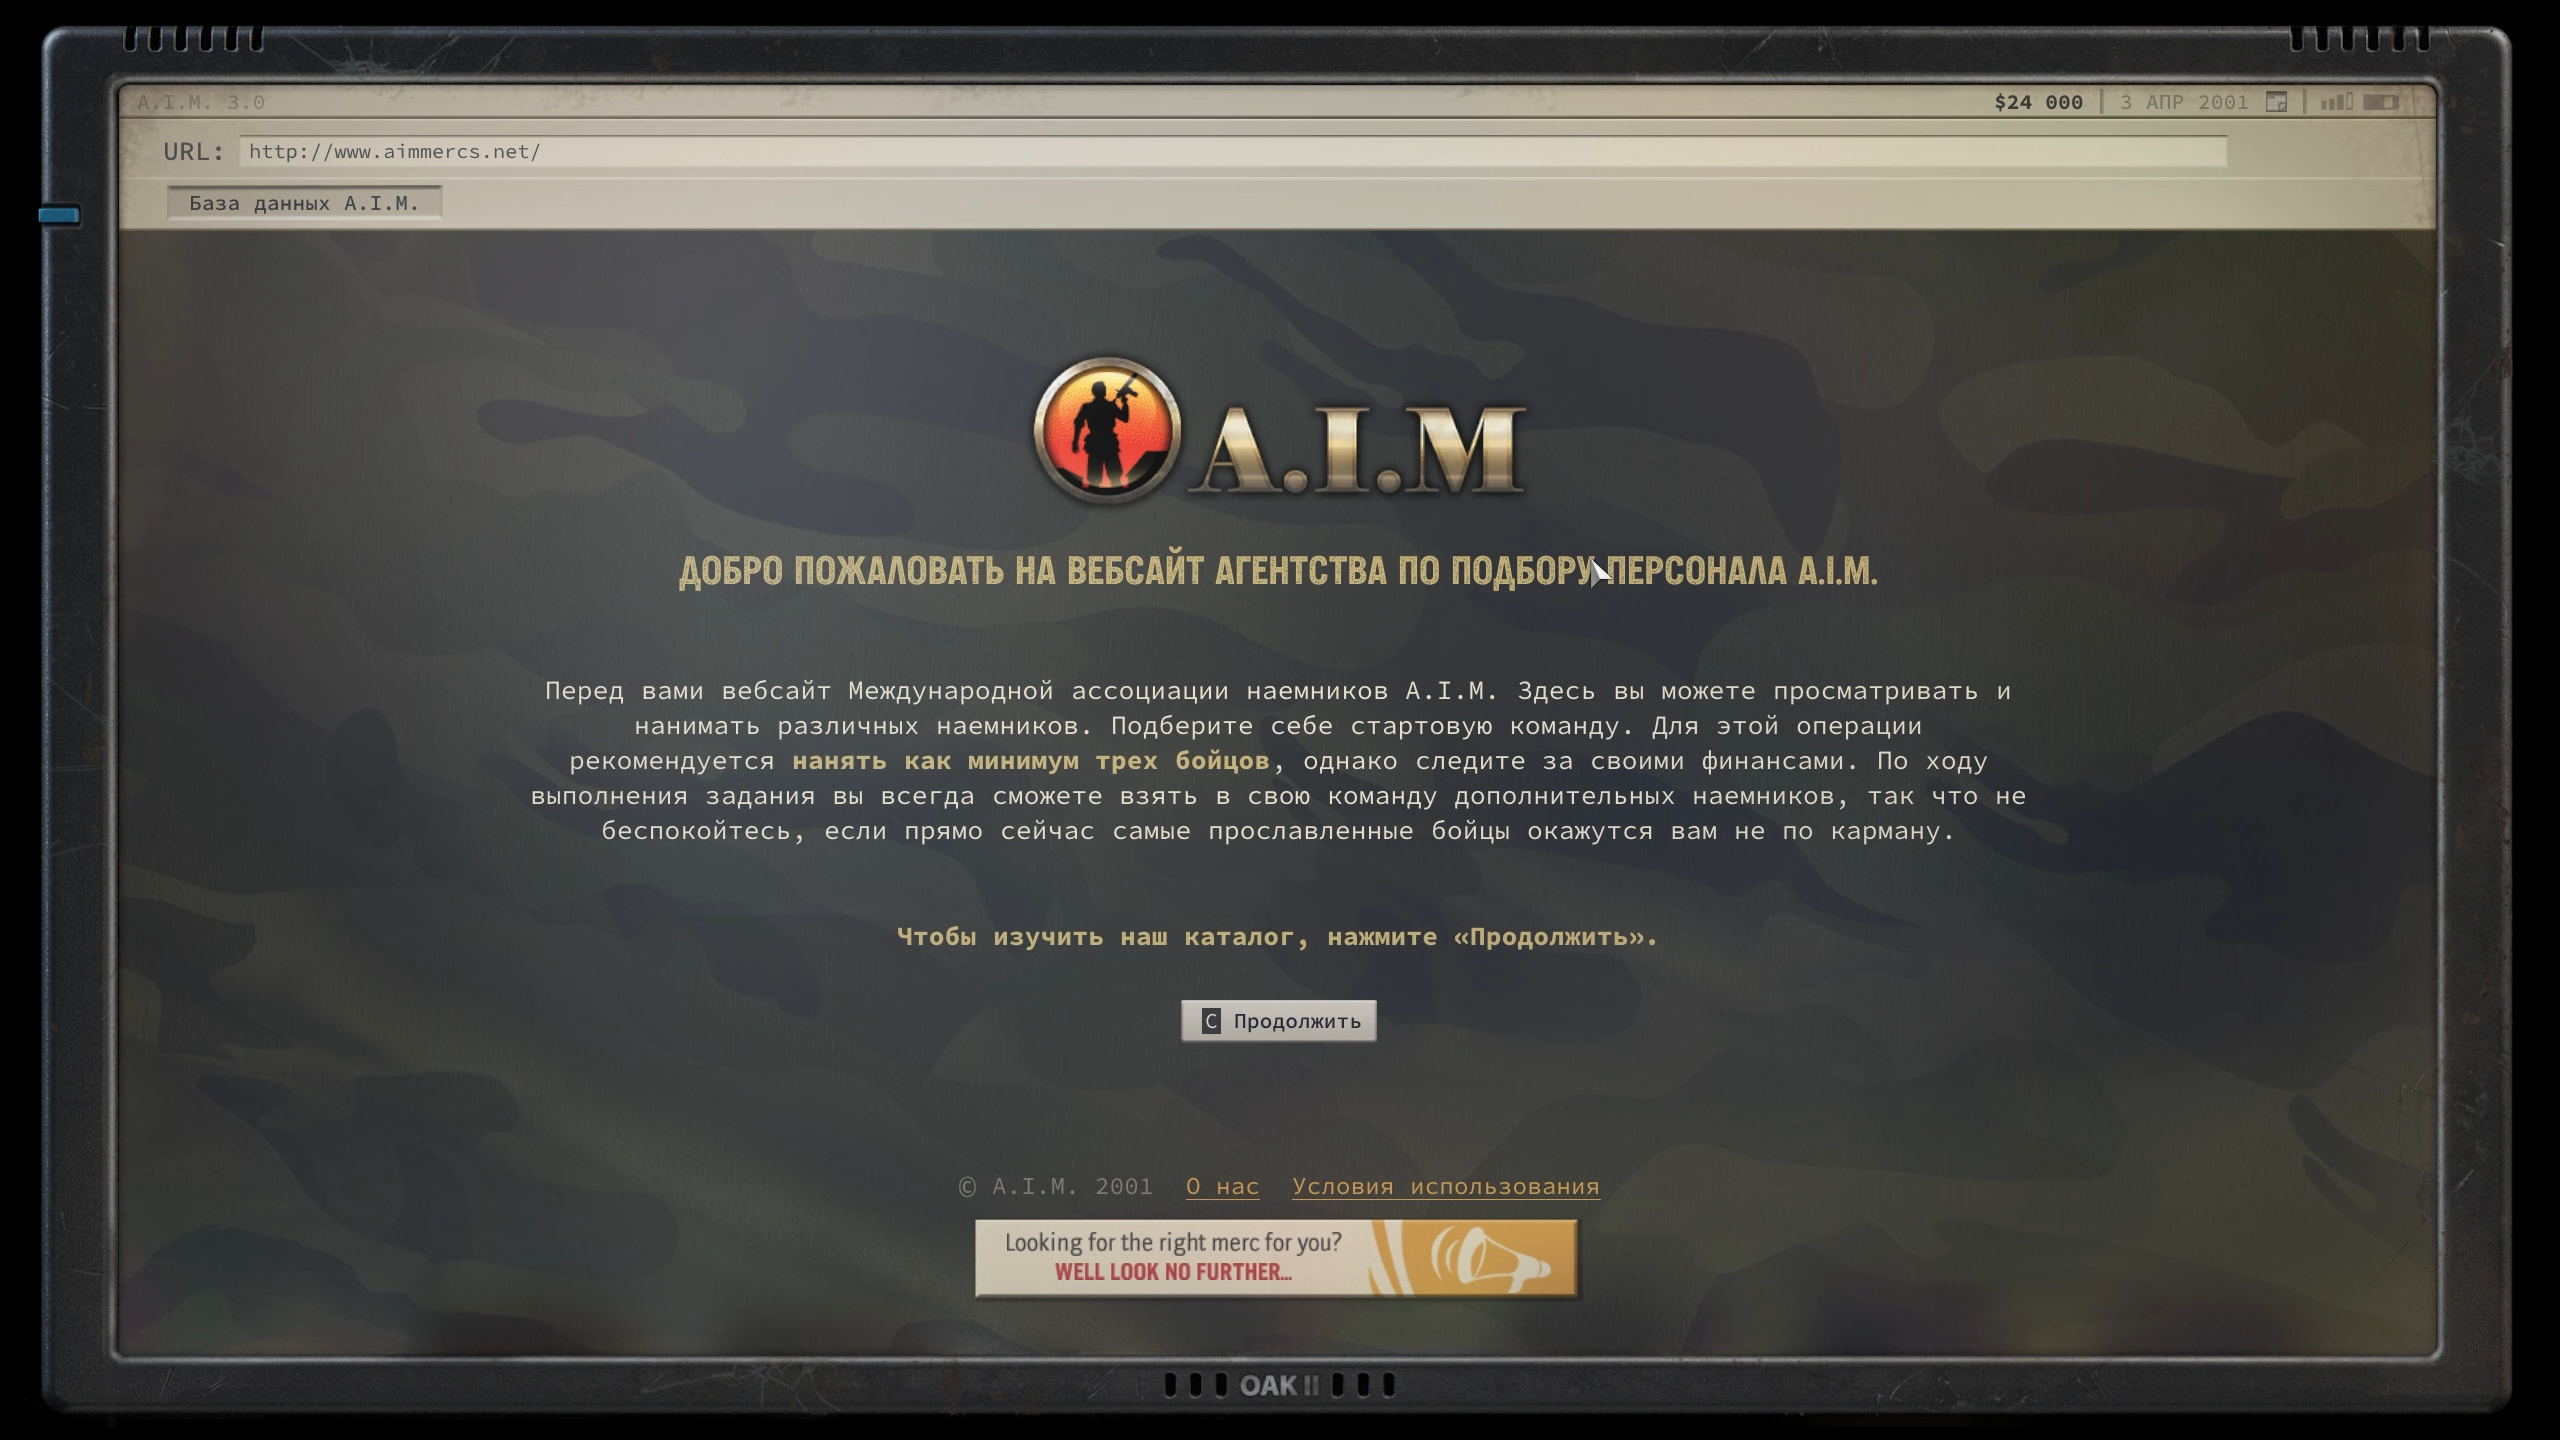 A.I.M. 3.0
$24 000 3 АПР 2001
URL: http://www.aimmercs.net/
База данных A.I.M.
A.I.M
ДОБРО ПОЖАЛОВАТЬ НА ВЕБСАЙТ АГЕНТСТВА ПО ПОДБОРУ ПЕРСОНАЛА A.I.M.
Перед вами вебсайт Международной ассоциации наемников A.I.M. Здесь вы можете просматривать и
нанимать различных наемников. Подберите себе стартовую команду. Для этой операции
рекомендуется нанять как минимум трех бойцов, однако следите за своими финансами. По ходу
выполнения задания вы всегда сможете взять в свою команду дополнительных наемников, так что не
беспокойтесь, если прямо сейчас самые прославленные бойцы окажутся вам не по карману.
Чтобы изучить наш каталог, нажмите «Продолжить».
C Продолжить
© A.I.M. 2001 О нас Условия использования
Looking for the right merc for you?
WELL LOOK NO FURTHER...
OAK II